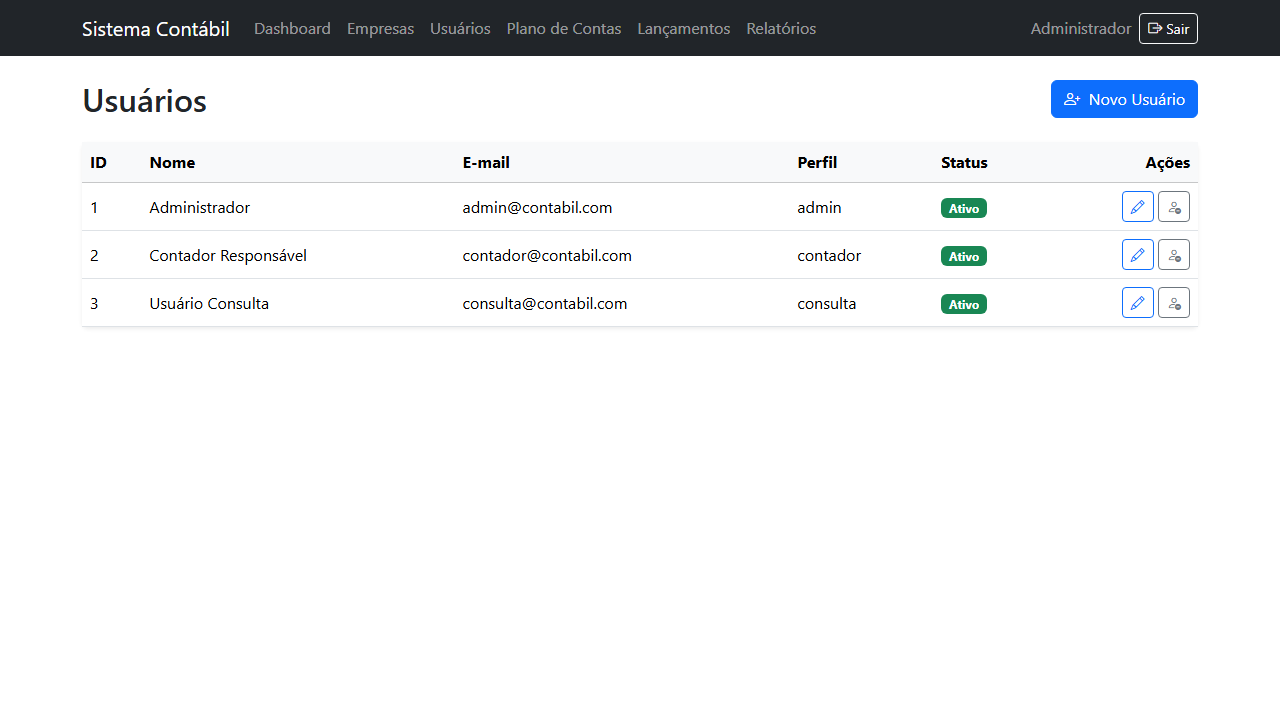 Sistema Contábil Dashboard Empresas Usuários Plano de Contas Lançamentos Relatórios Administrador Sair
Usuários Novo Usuário
ID Nome E-mail Perfil Status Ações
1 Administrador admin@contabil.com admin Ativo
2 Contador Responsável contador@contabil.com contador Ativo
3 Usuário Consulta consulta@contabil.com consulta Ativo